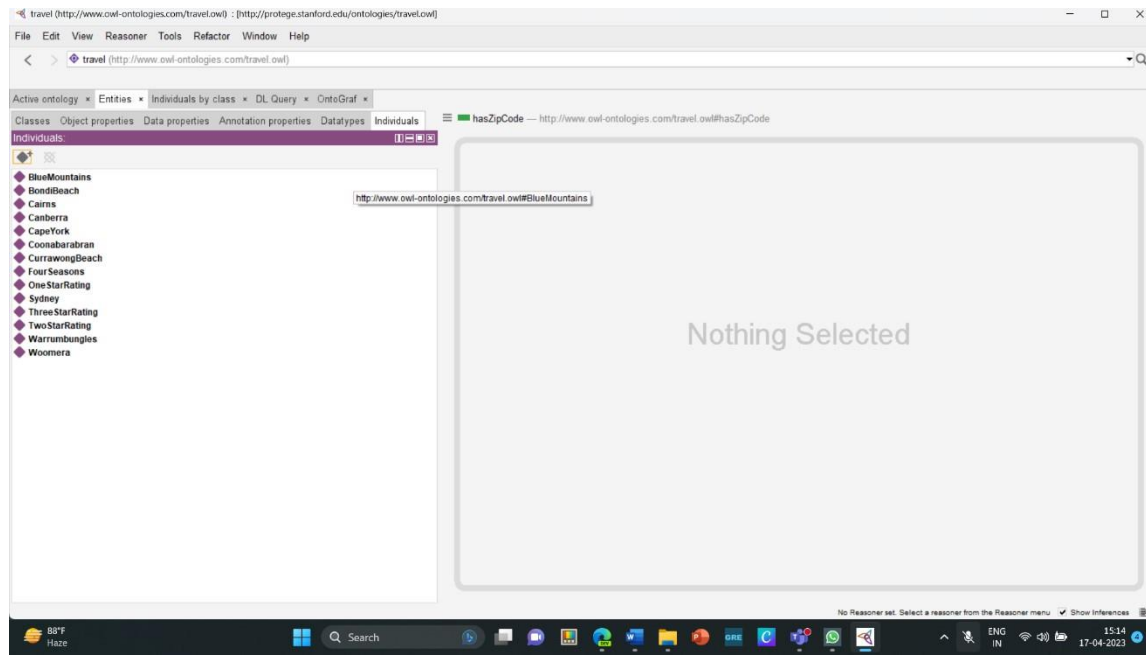 travel (http://www.owl-ontologies.com/travel.owl) : [http://protege.stanford.edu/ontologies/travel.owl]
File Edit View Reasoner Tools Refactor Window Help
travel (http://www.owl-ontologies.com/travel.owl)
Active ontology × Entities × Individuals by class × DL Query × OntoGraf ×
Classes Object properties Data properties Annotation properties Datatypes Individuals
hasZipCode — http://www.owl-ontologies.com/travel.owl#hasZipCode
Individuals:
BlueMountains
BondiBeach
Cairns
http://www.owl-ontologies.com/travel.owl#BlueMountains
Canberra
CapeYork
Coonabarabran
CurrawongBeach
FourSeasons
OneStarRating
Sydney
ThreeStarRating
TwoStarRating
Warrumbungles
Woomera
Nothing Selected
No Reasoner set. Select a reasoner from the Reasoner menu Show Inferences
88°F
Haze
Search
GRE
ENG
IN
15:14
17-04-2023